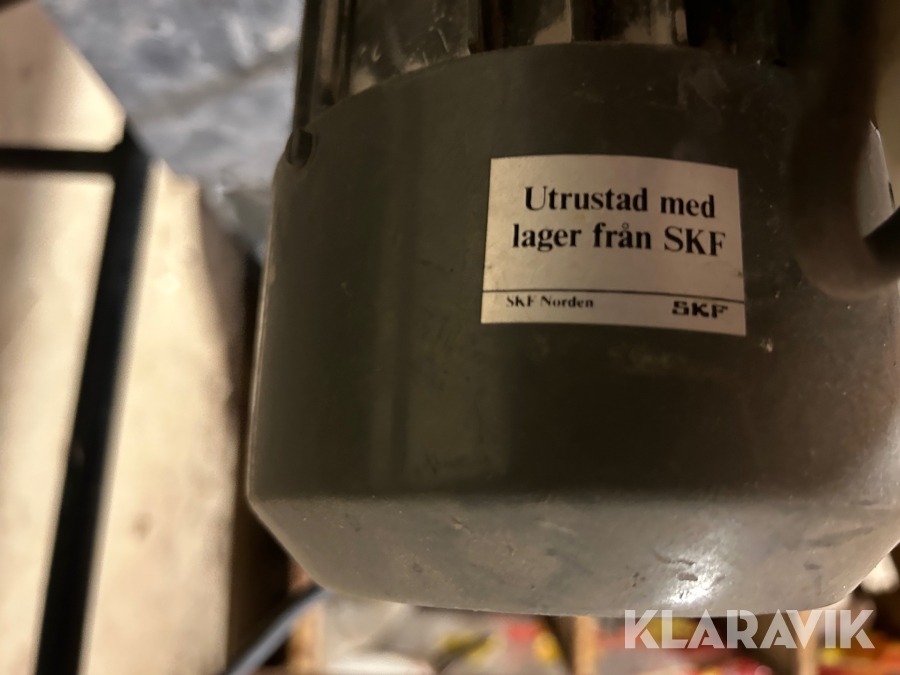 Utrustad med
lager från SKF
SKF Norden SKF
KLARAVIK